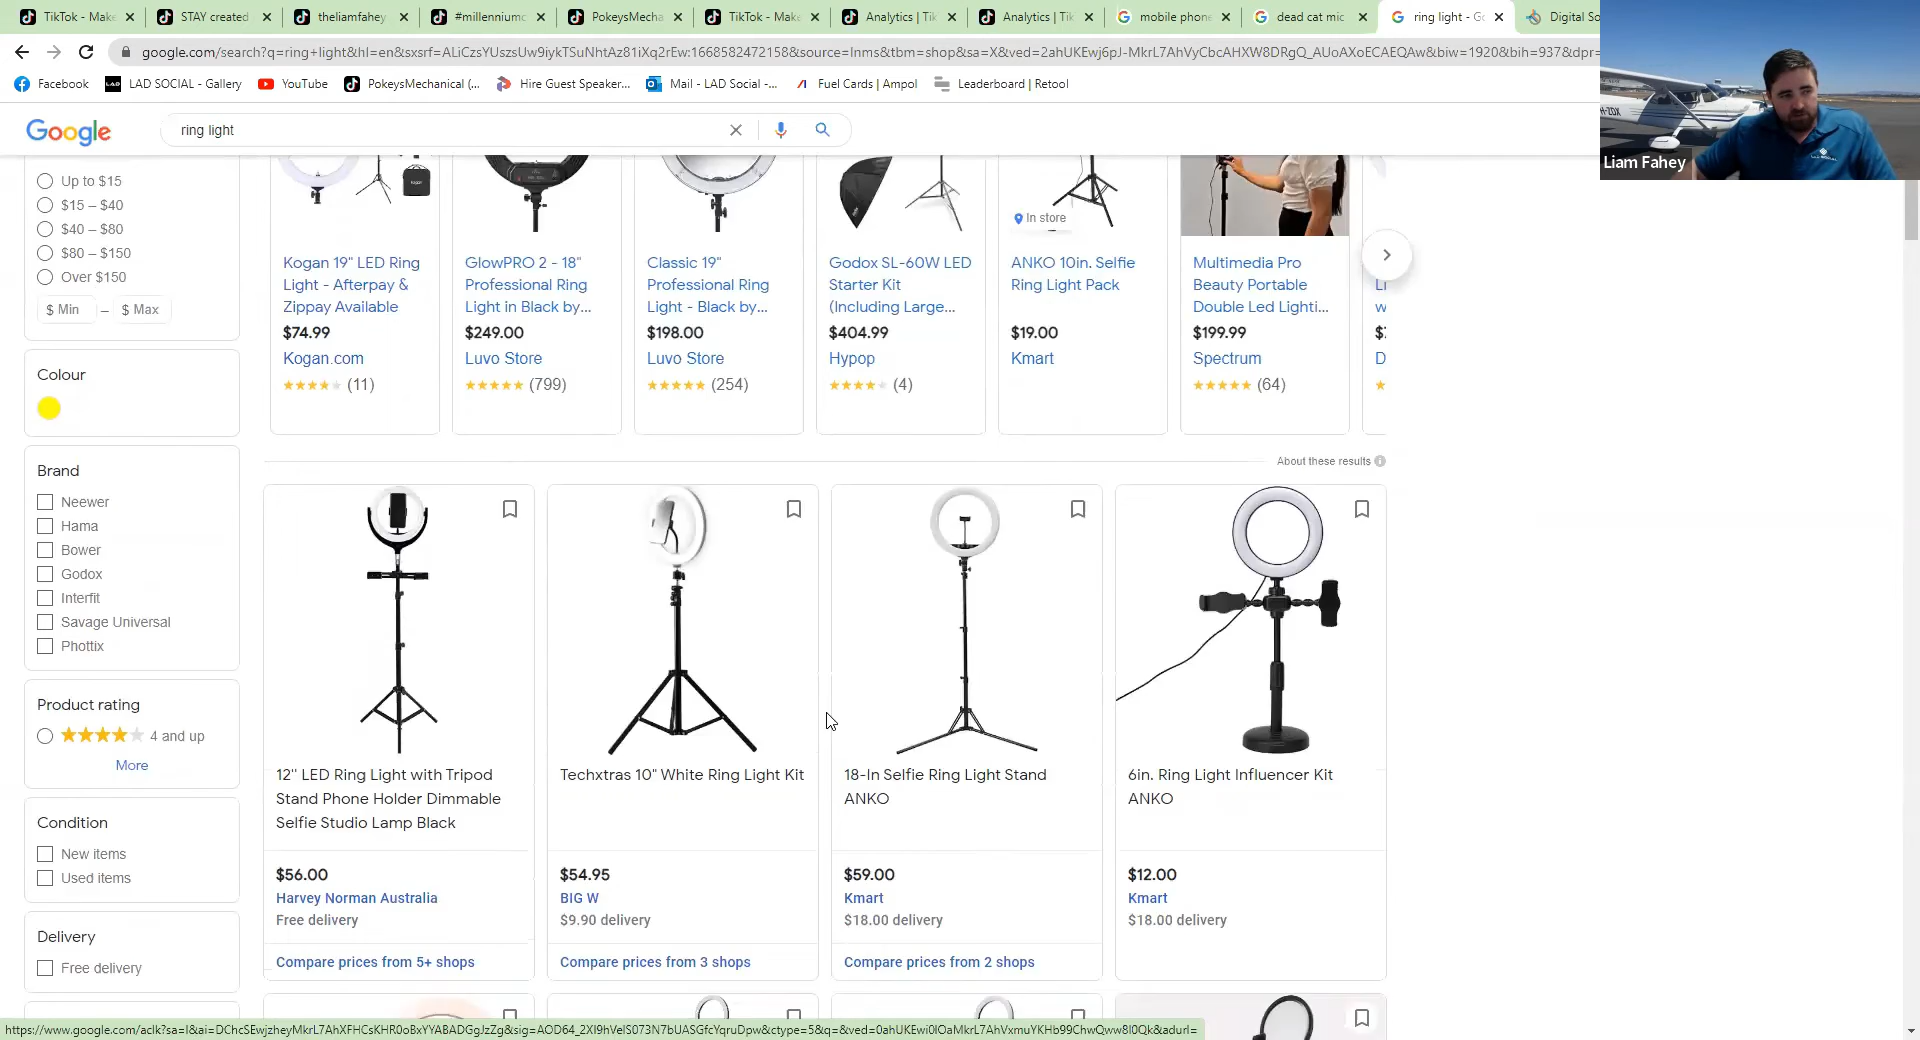 TikTok - Make
STAY created
theliamfahey
#millenniumc
PokeysMecha
TikTok - Make
Analytics | Tik
Analytics | Tik
mobile phone
dead cat mic
ring light - Go
Digital So
google.com/search?q=ring+light&hl=en&sxsrf=ALiCzsYUszsUw9iykTSuNhtAz81iXq2rEw:1668582472158&source=lnms&tbm=shop&sa=X&ved=2ahUKEwj6pJ-MkrL7AhVyCbcAHXW8DRgQ_AUoAXoECAEQAw&biw=1920&bih=937&dpr=
Facebook
LAD SOCIAL - Gallery
YouTube
PokeysMechanical (...
Hire Guest Speaker...
Mail - LAD Social -...
Fuel Cards | Ampol
Leaderboard | Retool
Google
ring light
Liam Fahey
Up to $15
$15 – $40
$40 – $80
$80 – $150
Over $150
$ Min – $ Max
Colour
Brand
Neewer
Hama
Bower
Godox
Interfit
Savage Universal
Phottix
Product rating
4 and up
More
Condition
New items
Used items
Delivery
Free delivery
Kogan 19" LED Ring
Light - Afterpay &
Zippay Available
$74.99
Kogan.com
(11)
GlowPRO 2 - 18"
Professional Ring
Light in Black by...
$249.00
Luvo Store
(799)
Classic 19"
Professional Ring
Light - Black by...
$198.00
Luvo Store
(254)
Godox SL-60W LED
Starter Kit
(Including Large...
$404.99
Hypop
(4)
In store
ANKO 10in. Selfie
Ring Light Pack
$19.00
Kmart
Multimedia Pro
Beauty Portable
Double Led Lighti...
$199.99
Spectrum
(64)
About these results
12'' LED Ring Light with Tripod
Stand Phone Holder Dimmable
Selfie Studio Lamp Black
$56.00
Harvey Norman Australia
Free delivery
Compare prices from 5+ shops
Techxtras 10" White Ring Light Kit
$54.95
BIG W
$9.90 delivery
Compare prices from 3 shops
18-In Selfie Ring Light Stand
ANKO
$59.00
Kmart
$18.00 delivery
Compare prices from 2 shops
6in. Ring Light Influencer Kit
ANKO
$12.00
Kmart
$18.00 delivery